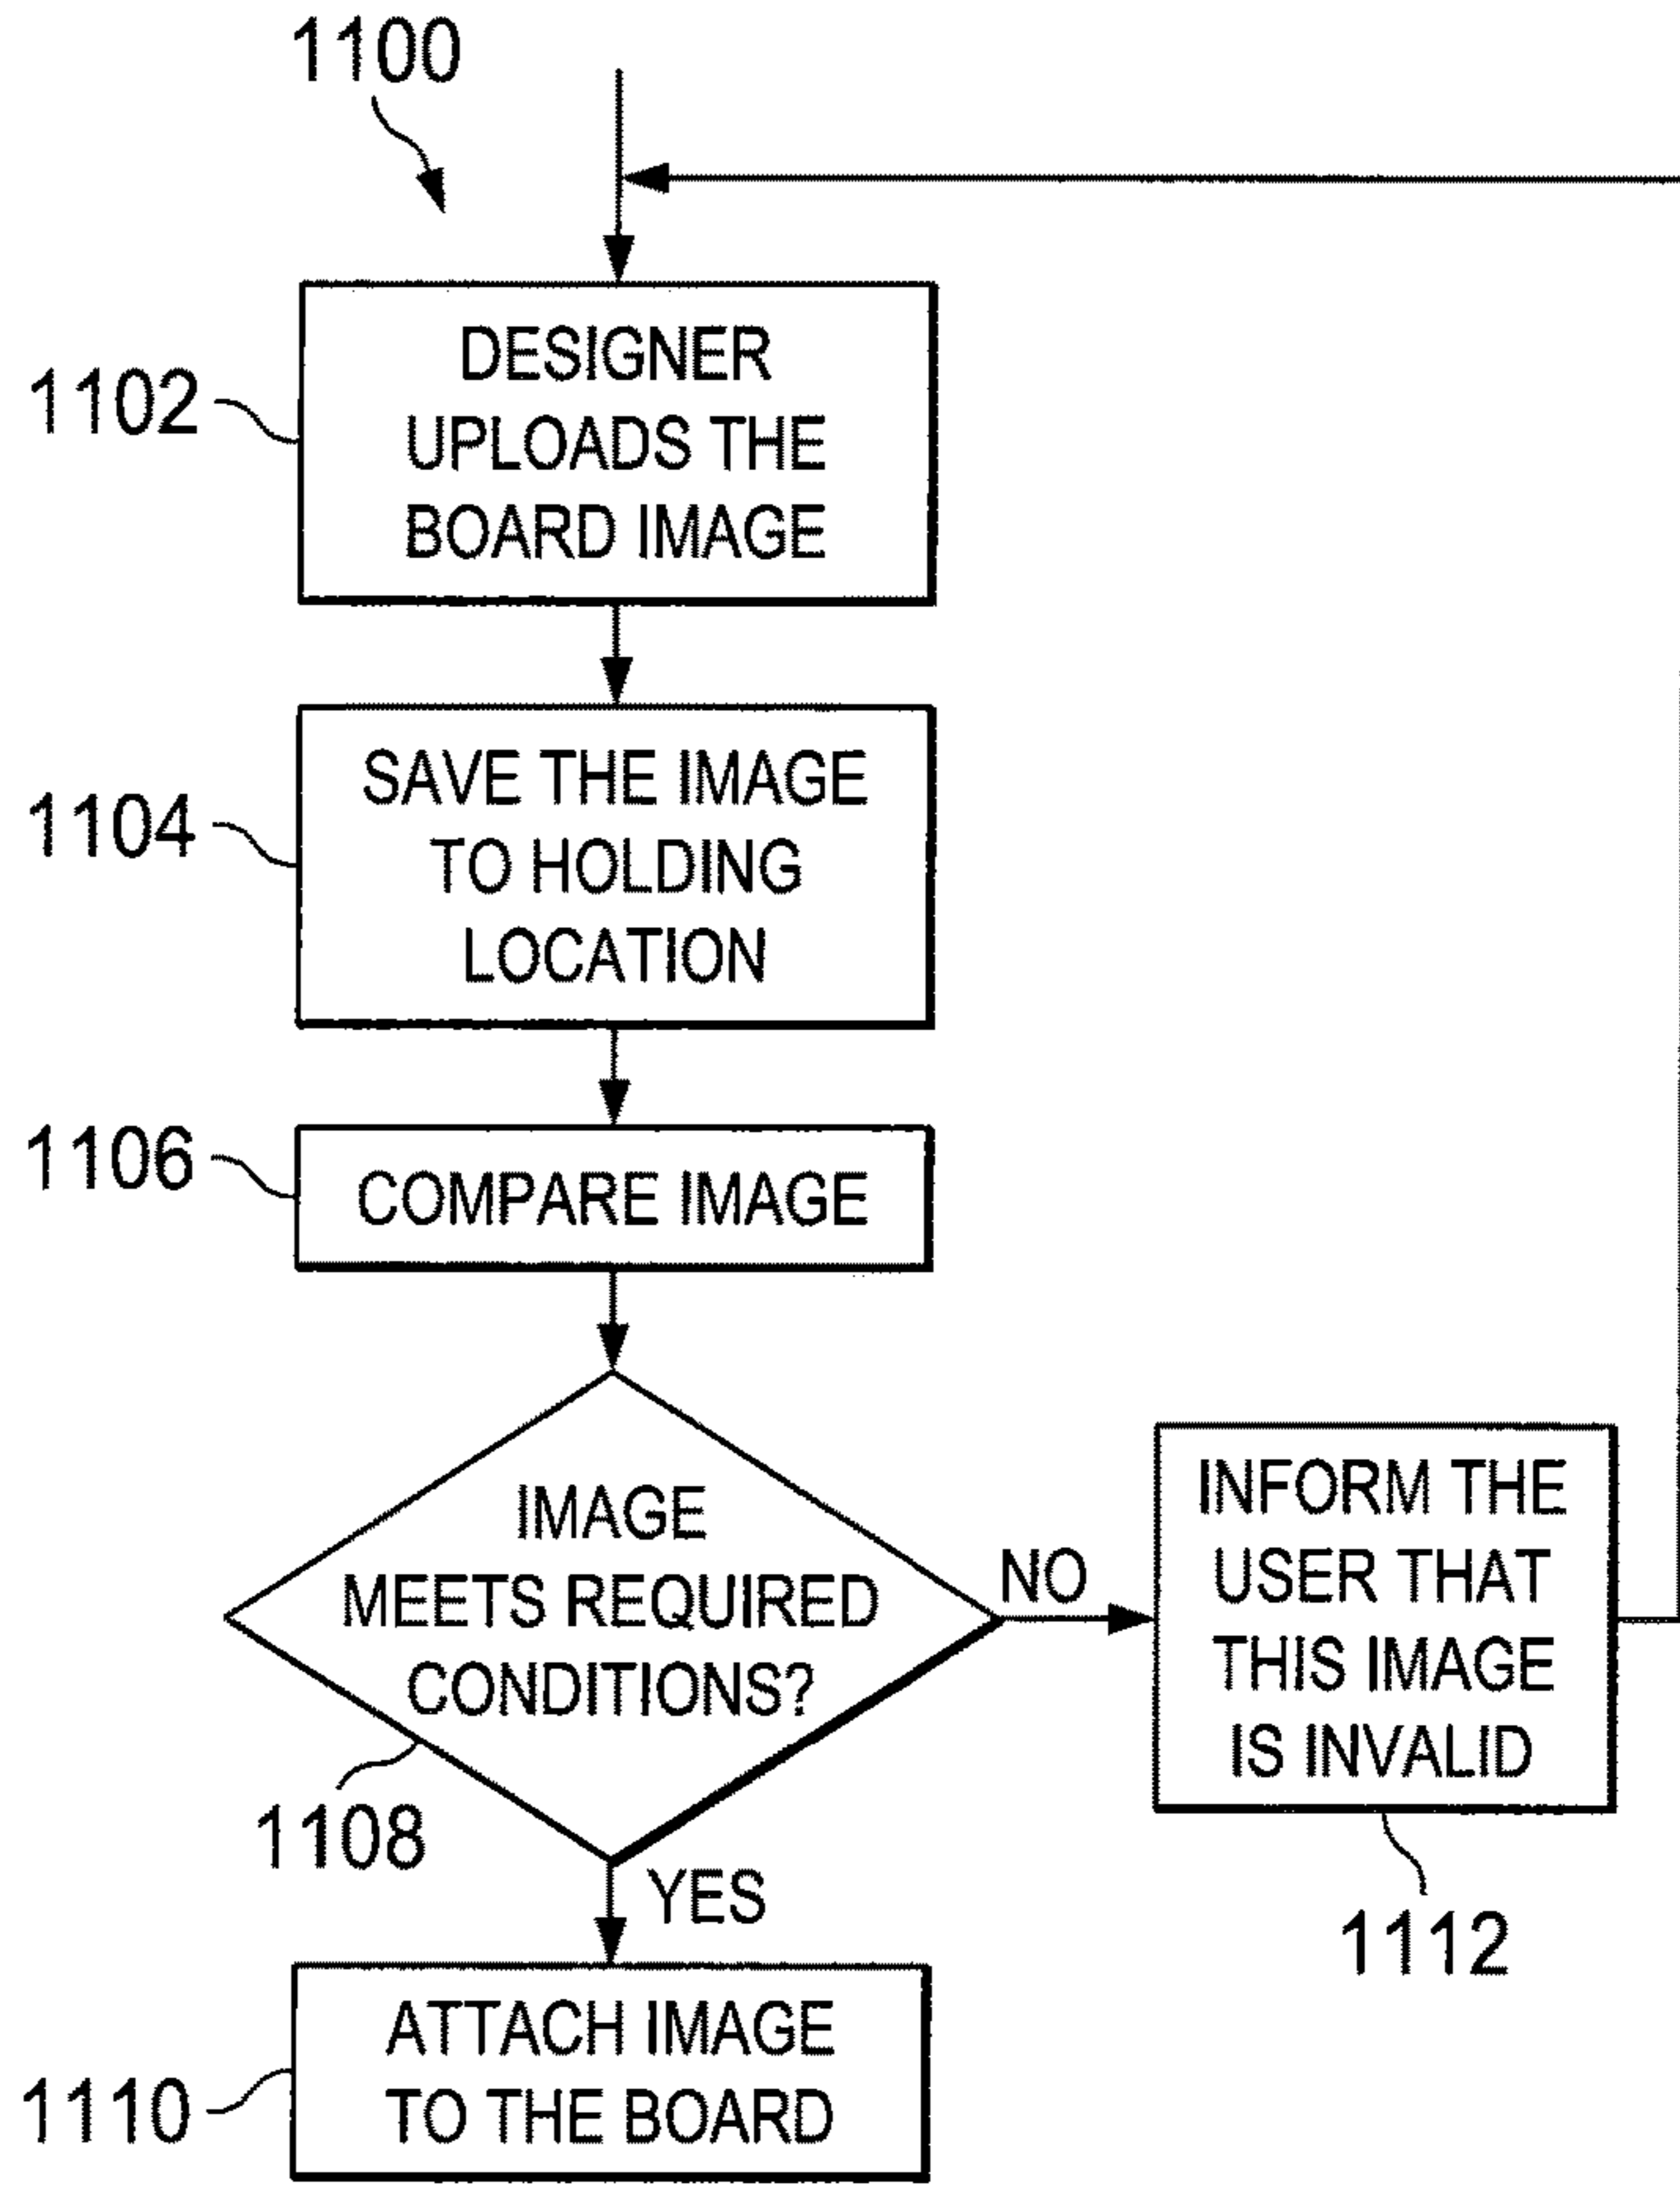 1100
1102
DESIGNER
UPLOADS THE
BOARD IMAGE
1104
SAVE THE IMAGE
TO HOLDING
LOCATION
1106
COMPARE IMAGE
IMAGE
MEETS REQUIRED
CONDITIONS?
1108
NO
INFORM THE
USER THAT
THIS IMAGE
IS INVALID
1112
YES
1110
ATTACH IMAGE
TO THE BOARD